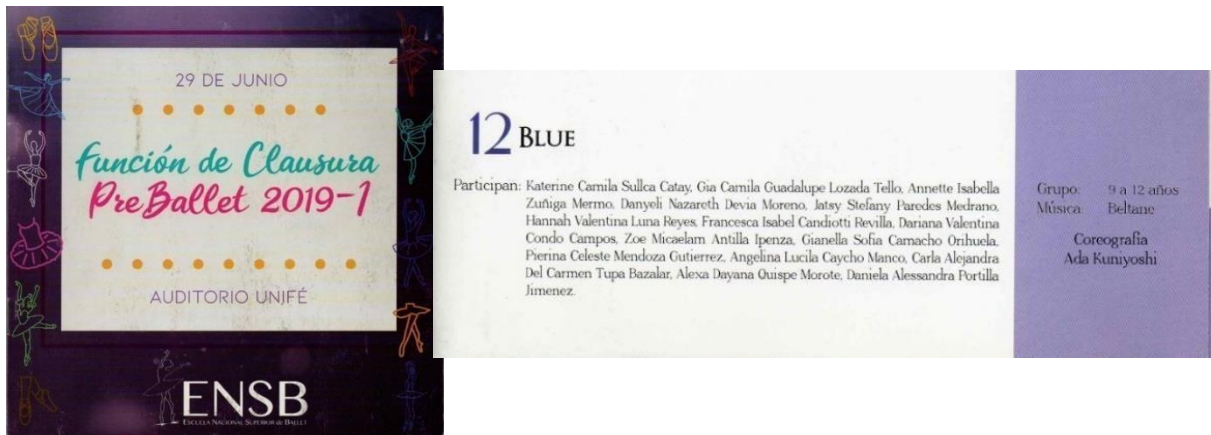 29 DE JUNIO
Función de Clausura
PreBallet 2019-1
AUDITORIO UNIFÉ
ENSB
ESCUELA NACIONAL SUPERIOR de BALLET
12 BLUE
Participan: Katerine Camila Sullca Catay, Gia Camila Guadalupe Lozada Tello, Annette Isabella
Zuñiga Mermo, Danyeli Nazareth Devia Moreno, Jatsy Stefany Paredes Medrano,
Hannah Valentina Luna Reyes, Francesca Isabel Candiotti Revilla, Dariana Valentina
Condo Campos, Zoe Micaelam Antilla Ipenza, Gianella Sofia Camacho Orihuela,
Pierina Celeste Mendoza Gutierrez, Angelina Lucila Caycho Manco, Carla Alejandra
Del Carmen Tupa Bazalar, Alexa Dayana Quispe Morote, Daniela Alessandra Portilla
Jimenez.
Grupo: 9 a 12 años
Música: Beltane
Coreografía
Ada Kuniyoshi